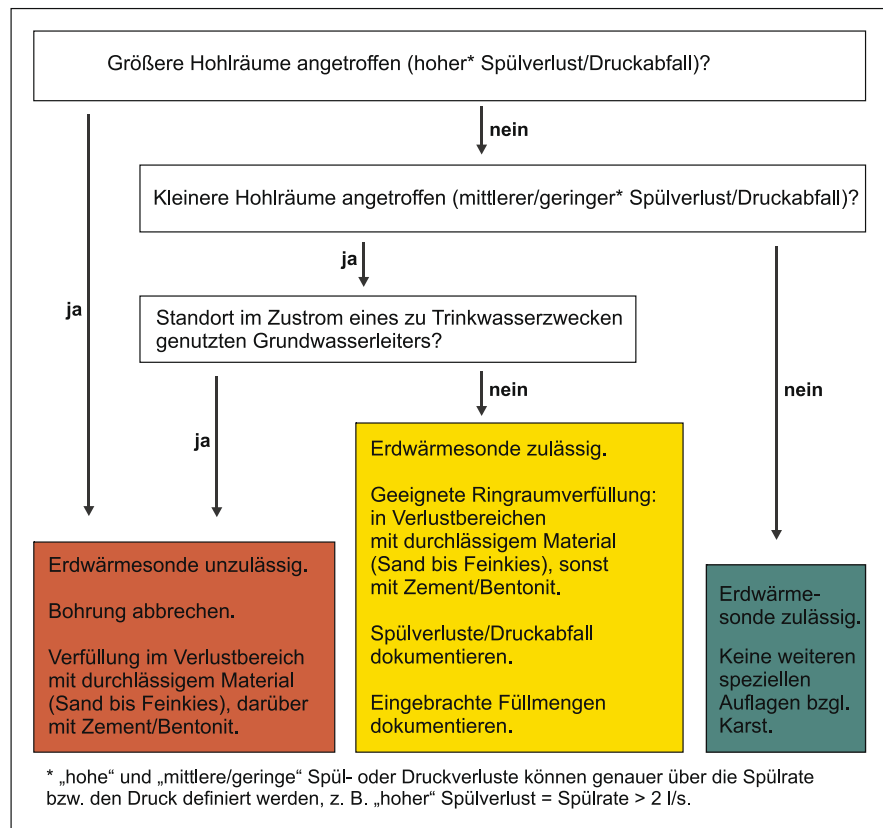 Größere Hohlräume angetroffen (hoher* Spülverlust/Druckabfall)?
nein
Kleinere Hohlräume angetroffen (mittlerer/geringer* Spülverlust/Druckabfall)?
ja
ja
Standort im Zustrom eines zu Trinkwasserzwecken
genutzten Grundwasserleiters?
nein
nein
ja
Erdwärmesonde unzulässig.
Bohrung abbrechen.
Verfüllung im Verlustbereich
mit durchlässigem Material
(Sand bis Feinkies), darüber
mit Zement/Bentonit.
Erdwärmesonde zulässig.
Geeignete Ringraumverfüllung:
in Verlustbereichen
mit durchlässigem Material
(Sand bis Feinkies), sonst
mit Zement/Bentonit.
Spülverluste/Druckabfall
dokumentieren.
Eingebrachte Füllmengen
dokumentieren.
Erdwärme-
sonde zulässig.
Keine weiteren
speziellen
Auflagen bzgl.
Karst.
* „hohe“ und „mittlere/geringe“ Spül- oder Druckverluste können genauer über die Spülrate
bzw. den Druck definiert werden, z. B. „hoher“ Spülverlust = Spülrate > 2 l/s.